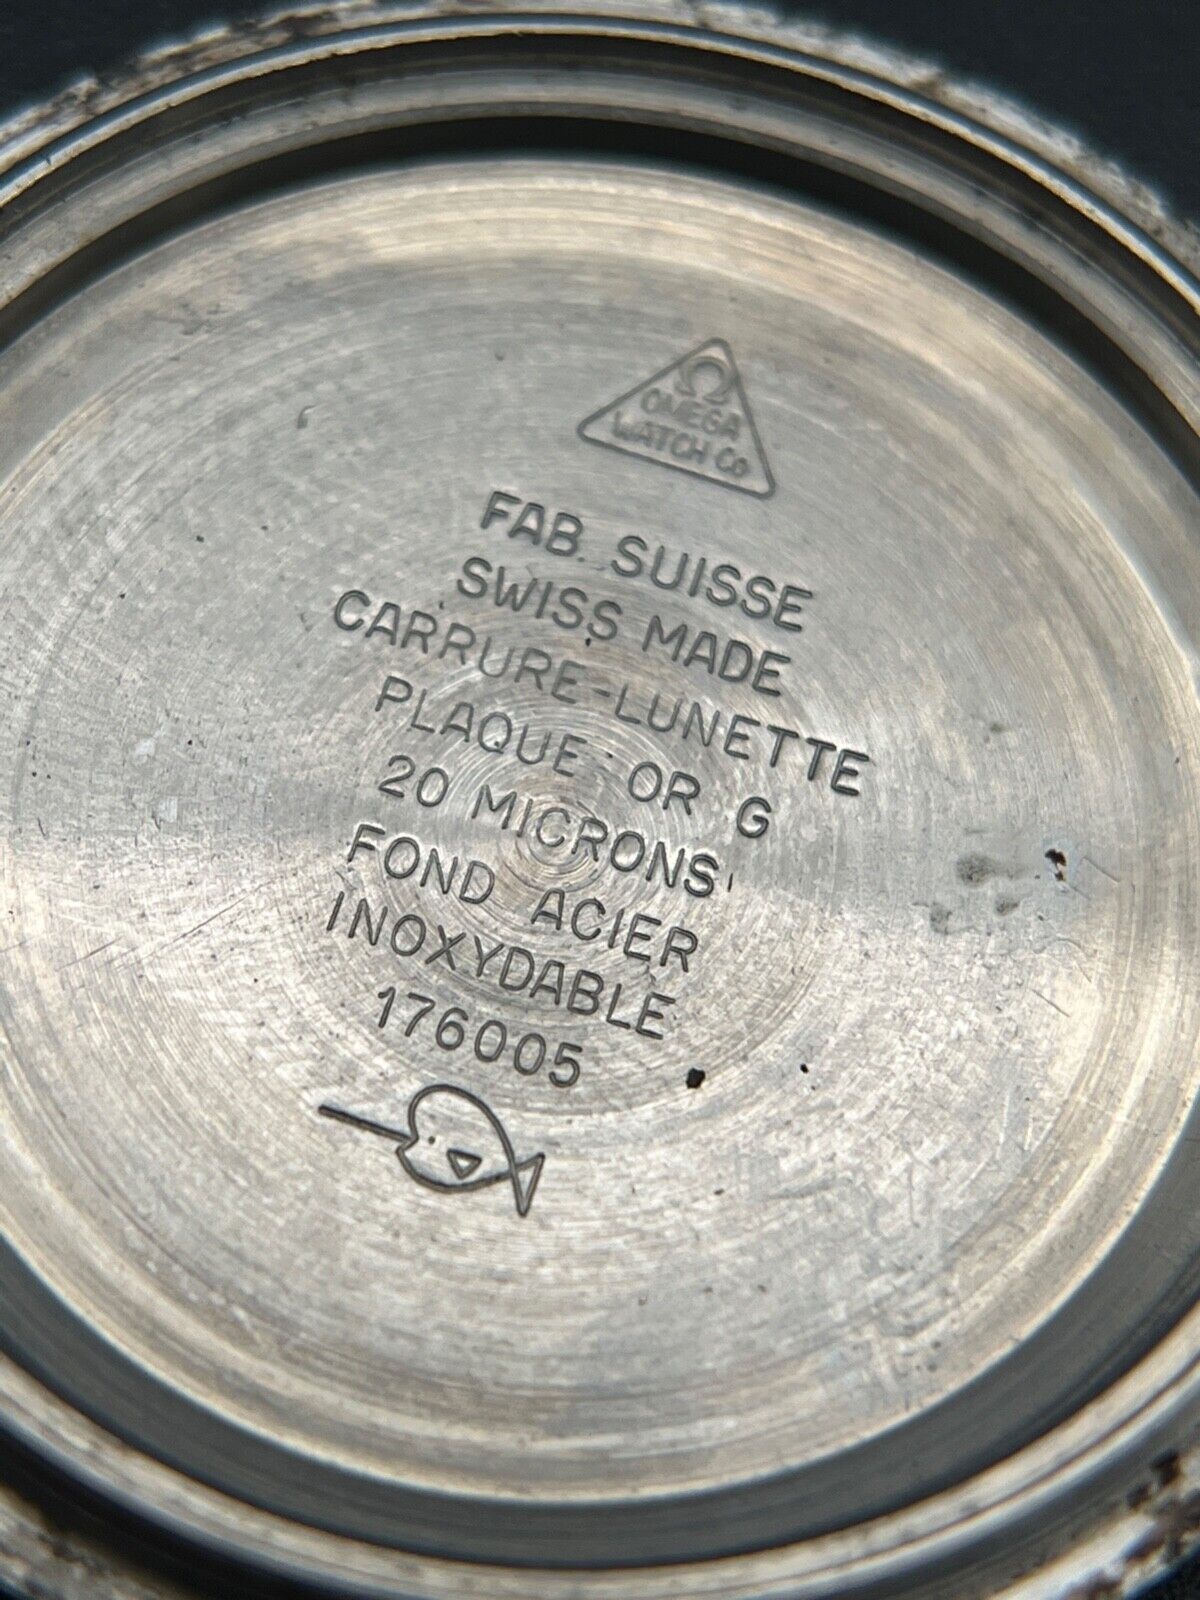 Ω
OMEGA
WATCH Co
FAB. SUISSE
SWISS MADE
CARRURE-LUNETTE
PLAQUE OR G
20 MICRONS
FOND ACIER
INOXYDABLE
176005